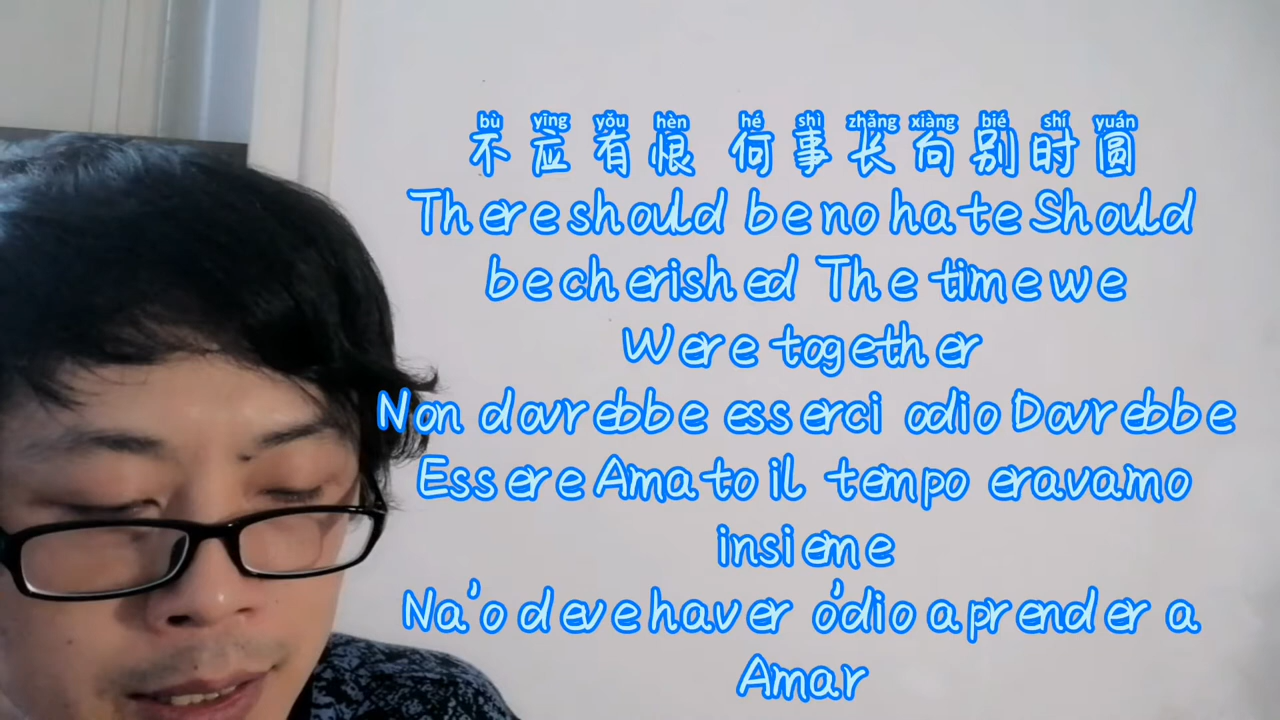 bù yīng yǒu hèn hé shì zhǎng xiàng bié shí yuán
不应有恨 何事长向别时圆
There should be no hate Should
be cherished The time we
Were together
Non dovrebbe esserci odio Dovrebbe
Essere Amato il tempo eravamo
insieme
Na'o deve haver o'dio aprender a
Amar